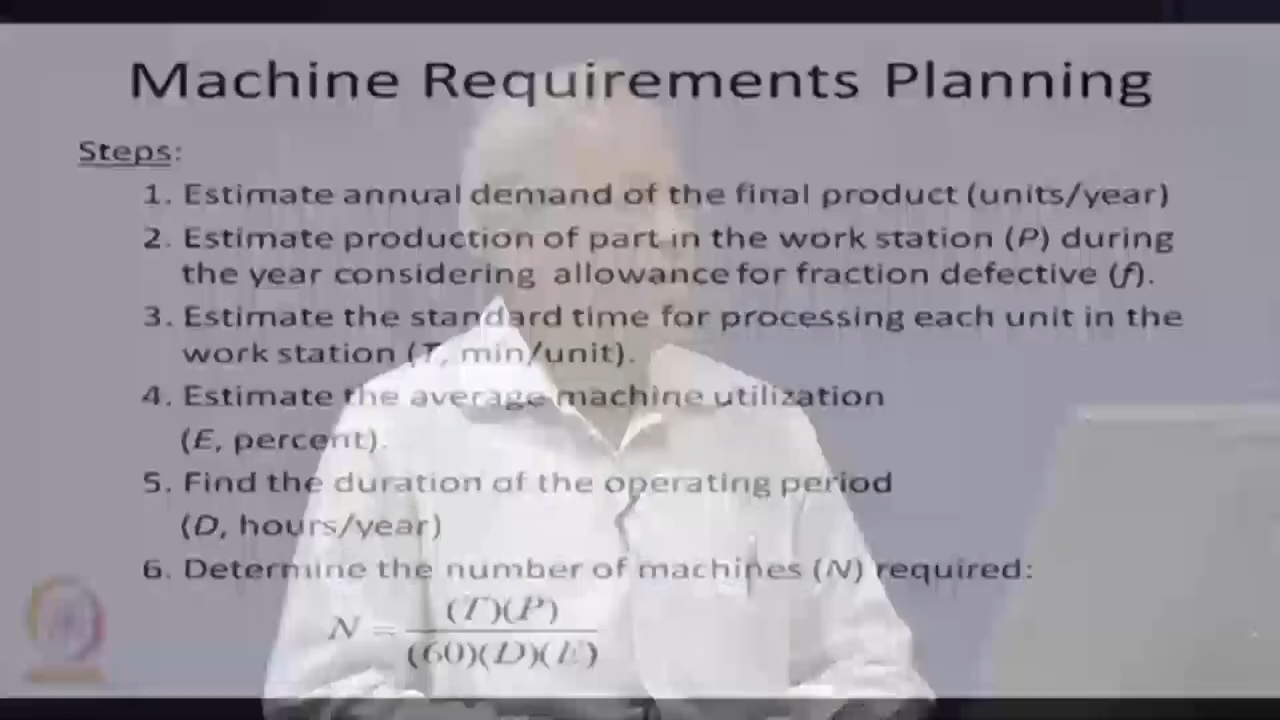 Machine Requirements Planning
Steps:
1. Estimate annual demand of the final product (units/year)
2. Estimate production of part in the work station (P) during
the year considering allowance for fraction defective (f).
3. Estimate the standard time for processing each unit in the
work station (T, min/unit).
4. Estimate the average machine utilization
(E, percent).
5. Find the duration of the operating period
(D, hours/year)
6. Determine the number of machines (N) required:
N = (T)(P)
(60)(D)(E)